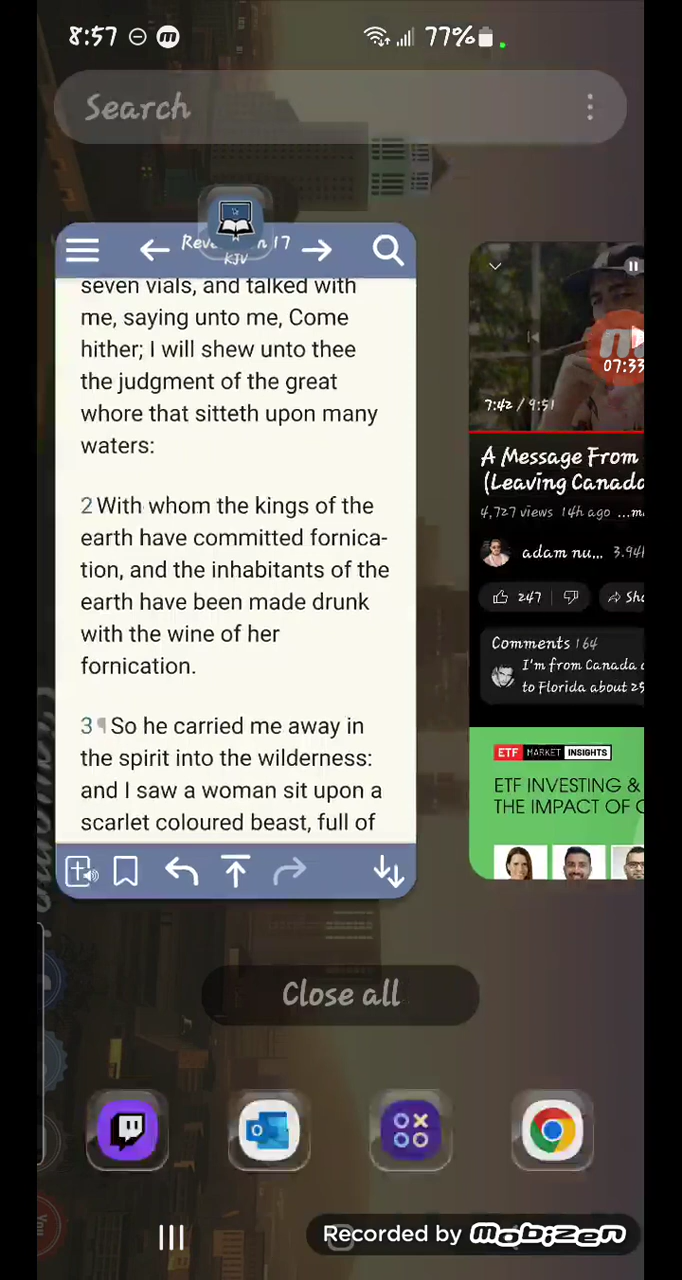 8:57
77%
Search
Revelation 17
KJV
seven vials, and talked with
me, saying unto me, Come
hither; I will shew unto thee
the judgment of the great
whore that sitteth upon many
waters:
2 With whom the kings of the
earth have committed fornica-
tion, and the inhabitants of the
earth have been made drunk
with the wine of her
fornication.
3 ¶ So he carried me away in
the spirit into the wilderness:
and I saw a woman sit upon a
scarlet coloured beast, full of
07:33
7:42 / 9:51
A Message From
(Leaving Canada
4,727 views 14h ago ...m
adam nu... 3.94
247
Sha
Comments 164
I'm from Canada
to Florida about 25
ETF MARKET INSIGHTS
ETF INVESTING &
THE IMPACT OF
Close all
Recorded by mobizen